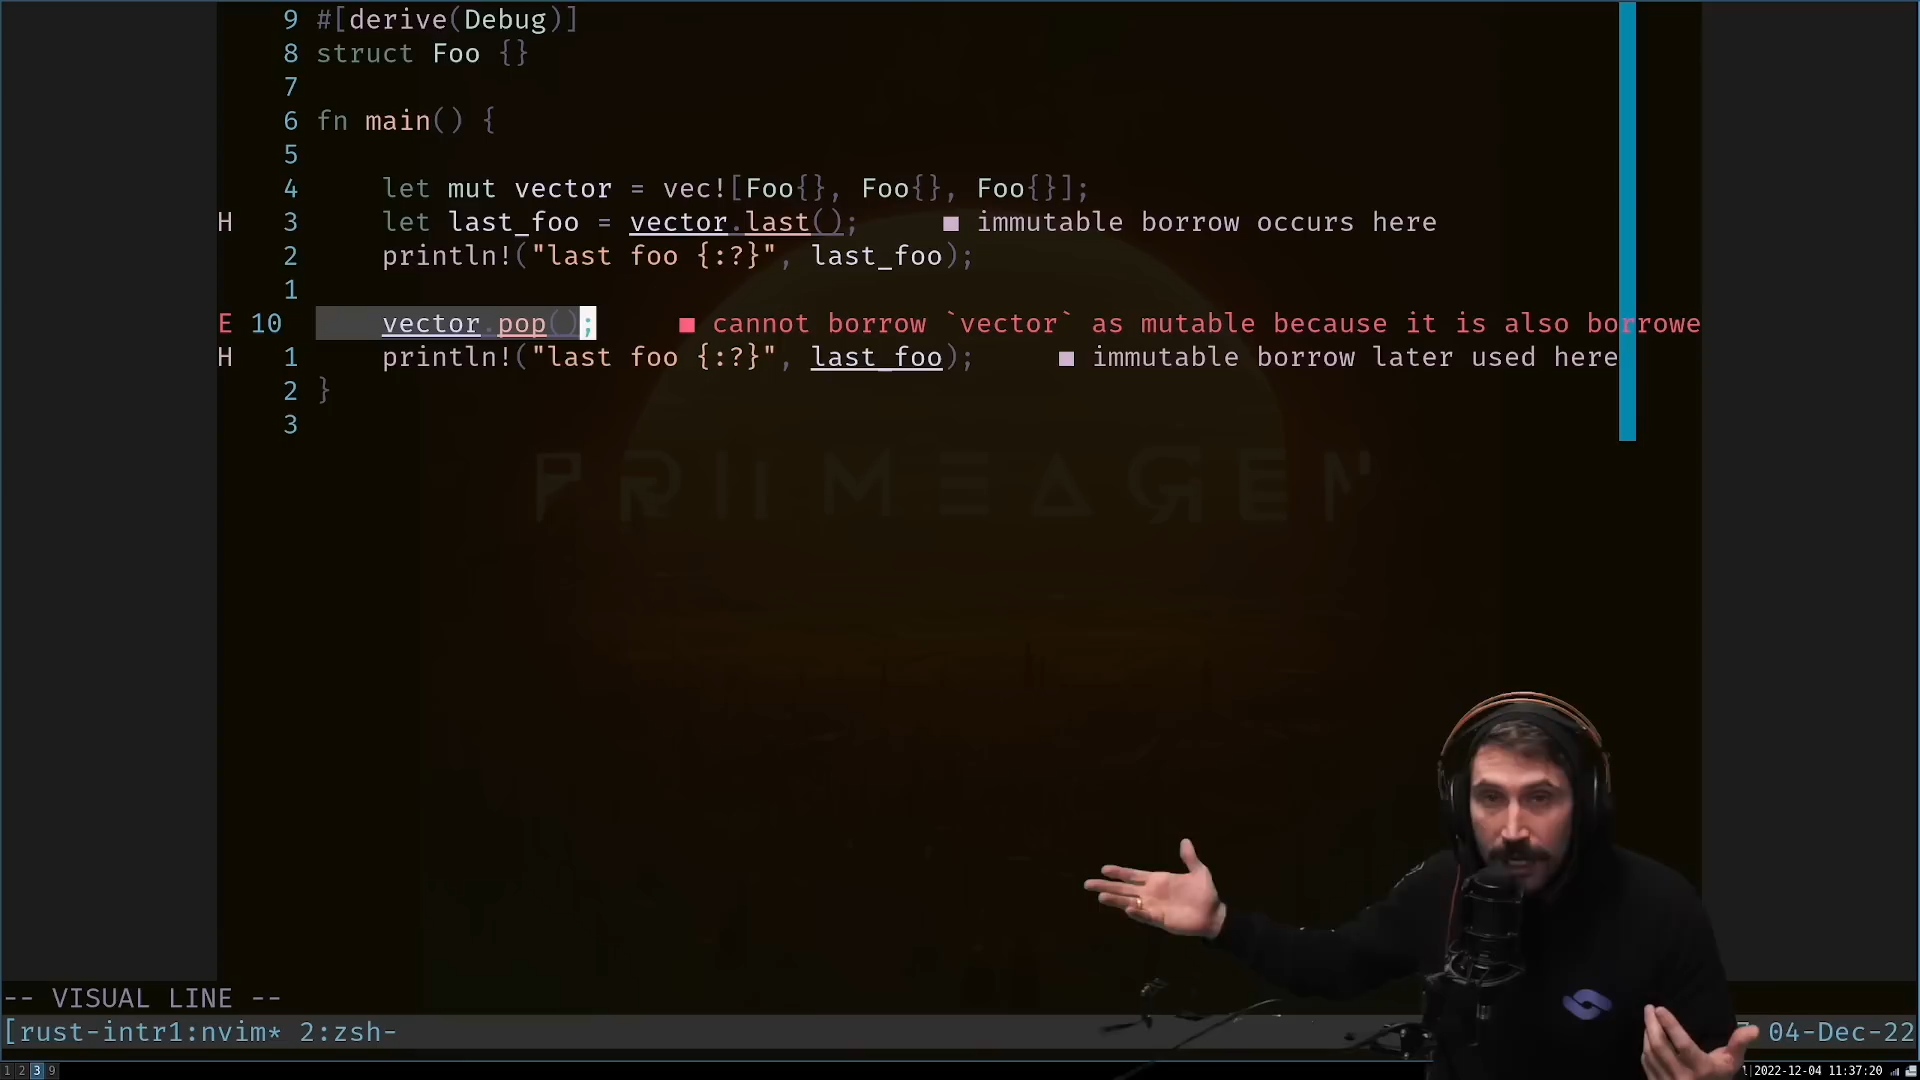 9 #[derive(Debug)]
8 struct Foo {}
7
6 fn main() {
5
4 let mut vector = vec![Foo{}, Foo{}, Foo{}];
H 3 let last_foo = vector.last(); ■ immutable borrow occurs here
2 println!("last foo {:?}", last_foo);
1
E 10 vector.pop(); ■ cannot borrow `vector` as mutable because it is also borrowe
H 1 println!("last foo {:?}", last_foo); ■ immutable borrow later used here
2 }
3
PRIIMEAGEN
-- VISUAL LINE --
[rust-intr1:nvim* 2:zsh- 04-Dec-22
1 2 3 9 2022-12-04 11:37:20